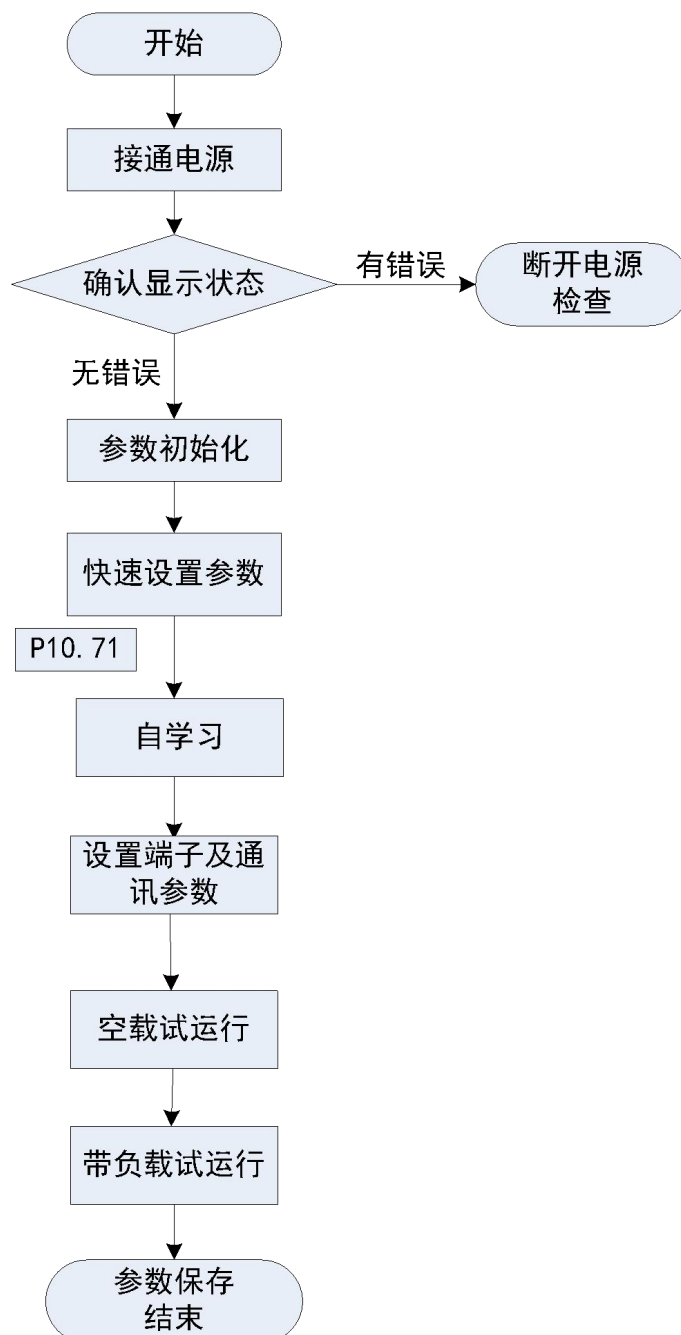 开始
接通电源
确认显示状态
有错误
断开电源
检查
无错误
参数初始化
快速设置参数
P10.71
自学习
设置端子及通
讯参数
空载试运行
带负载试运行
参数保存
结束